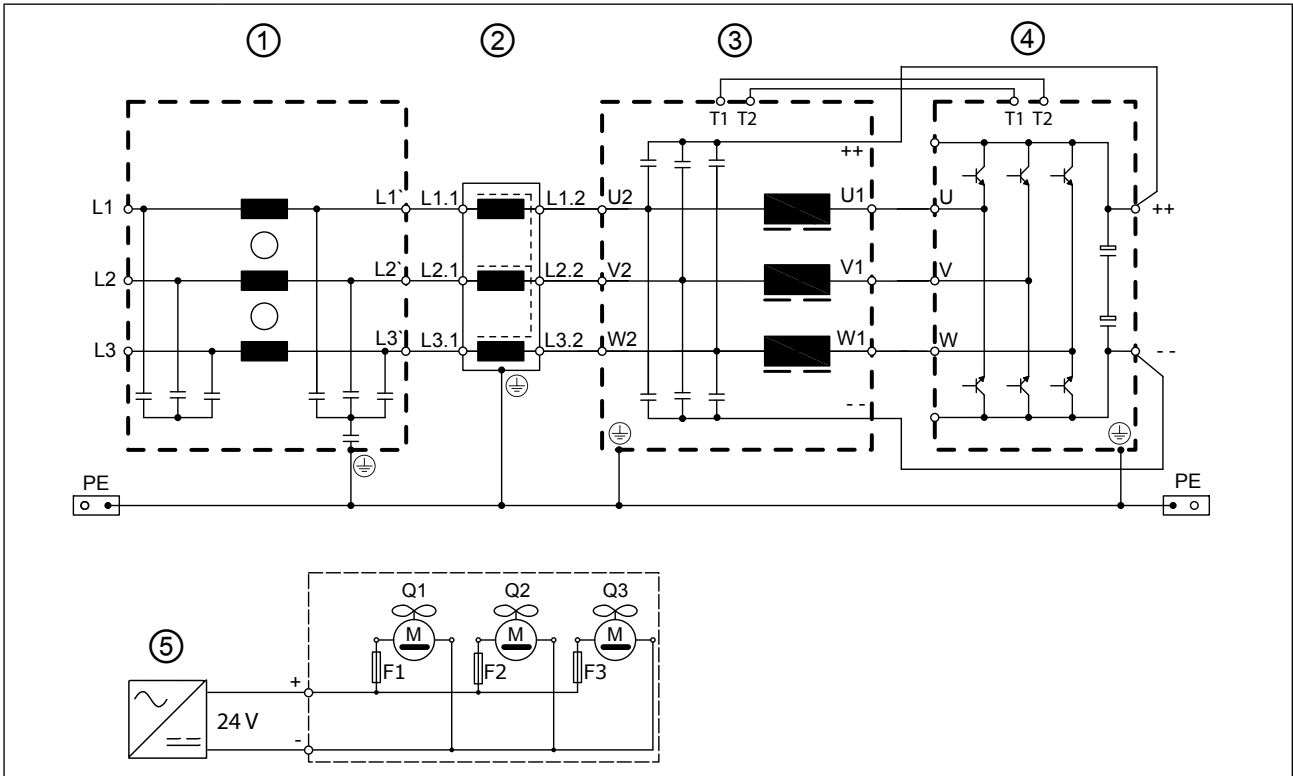 ① ② ③ ④
T1 T2 T1 T2
++
L1 L1` L1.1 L1.2 U2 U1 U ++
L2 L2` L2.1 L2.2 V2 V1 V
L3 L3` L3.1 L3.2 W2 W1 W - -
- -
PE PE
Q1 Q2 Q3
⑤ M M M
F1 F2 F3
+
24 V
-